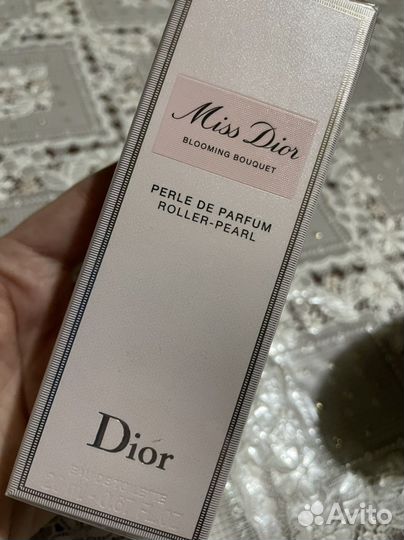 Miss Dior
BLOOMING BOUQUET
PERLE DE PARFUM
ROLLER-PEARL
Dior
EAU DE TOILETTE
Avito